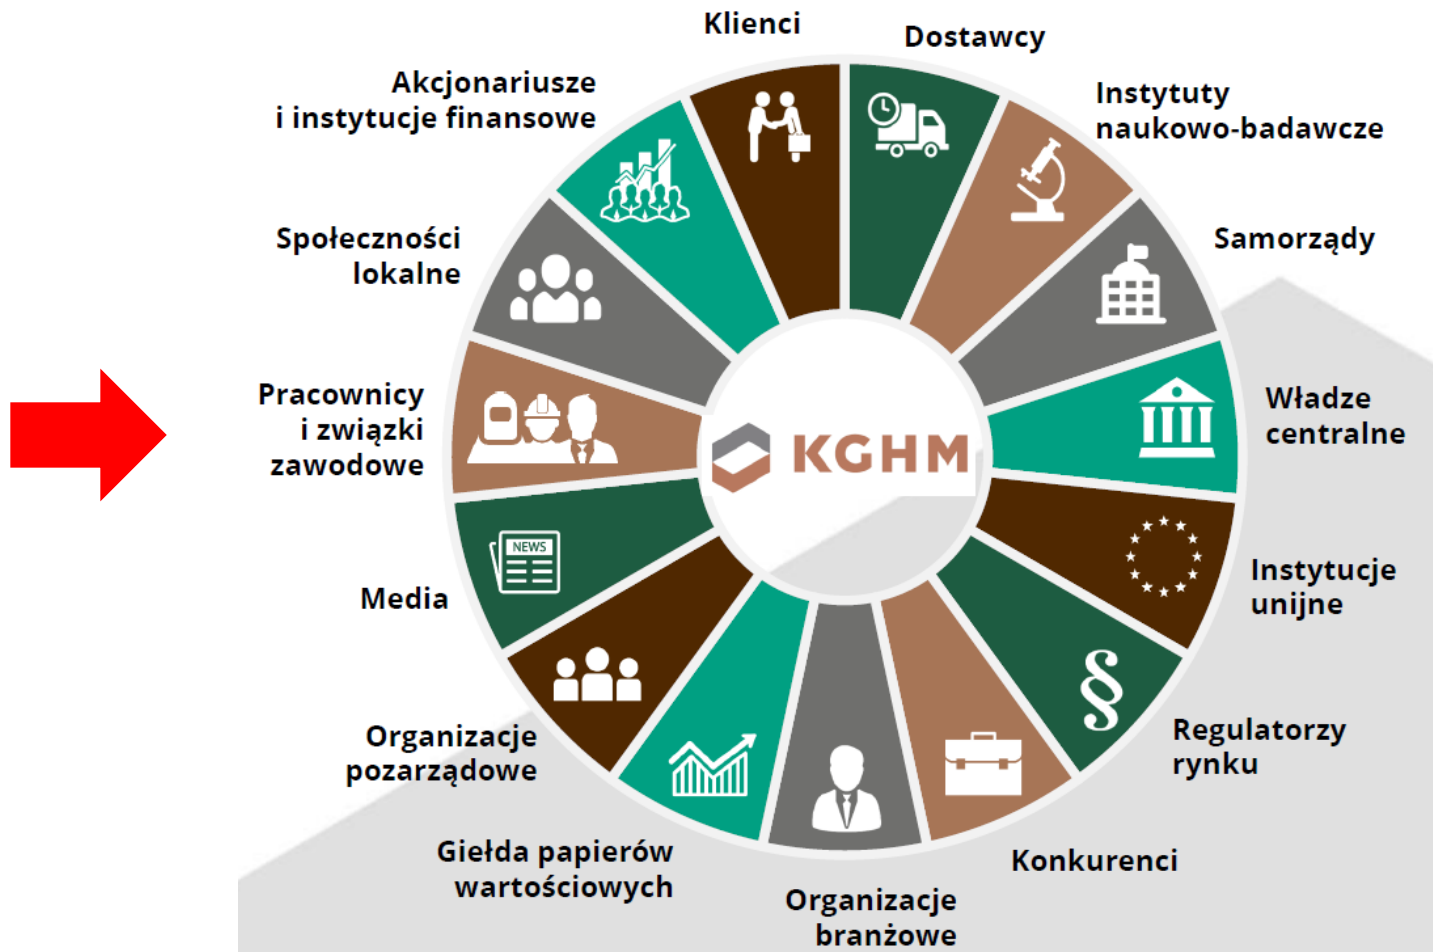 Klienci
Dostawcy
Instytuty
naukowo-badawcze
Samorządy
Władze
centralne
Instytucje
unijne
Regulatorzy
rynku
Konkurenci
Organizacje
branżowe
Giełda papierów
wartościowych
Organizacje
pozarządowe
Media
Pracownicy
i związki
zawodowe
Społeczności
lokalne
Akcjonariusze
i instytucje finansowe
§
NEWS
KGHM